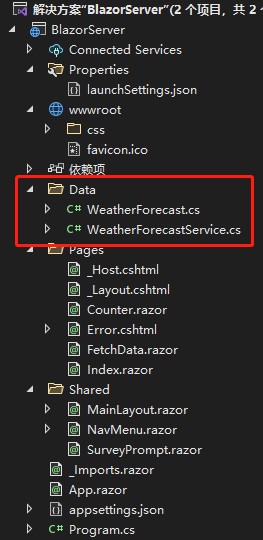 解决方案“BlazorServer”(2 个项目，共 2
BlazorServer
Connected Services
Properties
launchSettings.json
wwwroot
css
favicon.ico
依赖项
Data
C# WeatherForecast.cs
C# WeatherForecastService.cs
Pages
_Host.cshtml
_Layout.cshtml
Counter.razor
Error.cshtml
FetchData.razor
Index.razor
Shared
MainLayout.razor
NavMenu.razor
SurveyPrompt.razor
_Imports.razor
App.razor
appsettings.json
C# Program.cs